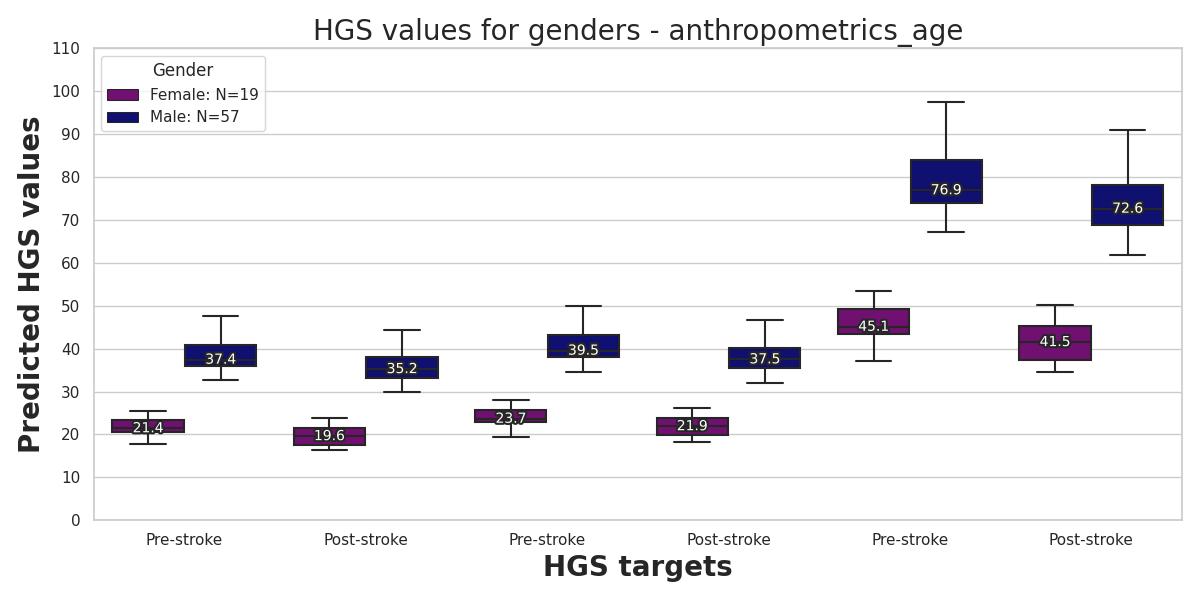 HGS values for genders - anthropometrics_age
Predicted HGS values
110
100
90
80
70
60
50
40
30
20
10
0
Gender
Female: N=19
Male: N=57
21.4
37.4
19.6
35.2
23.7
39.5
21.9
37.5
45.1
76.9
41.5
72.6
Pre-stroke
Post-stroke
Pre-stroke
Post-stroke
Pre-stroke
Post-stroke
HGS targets